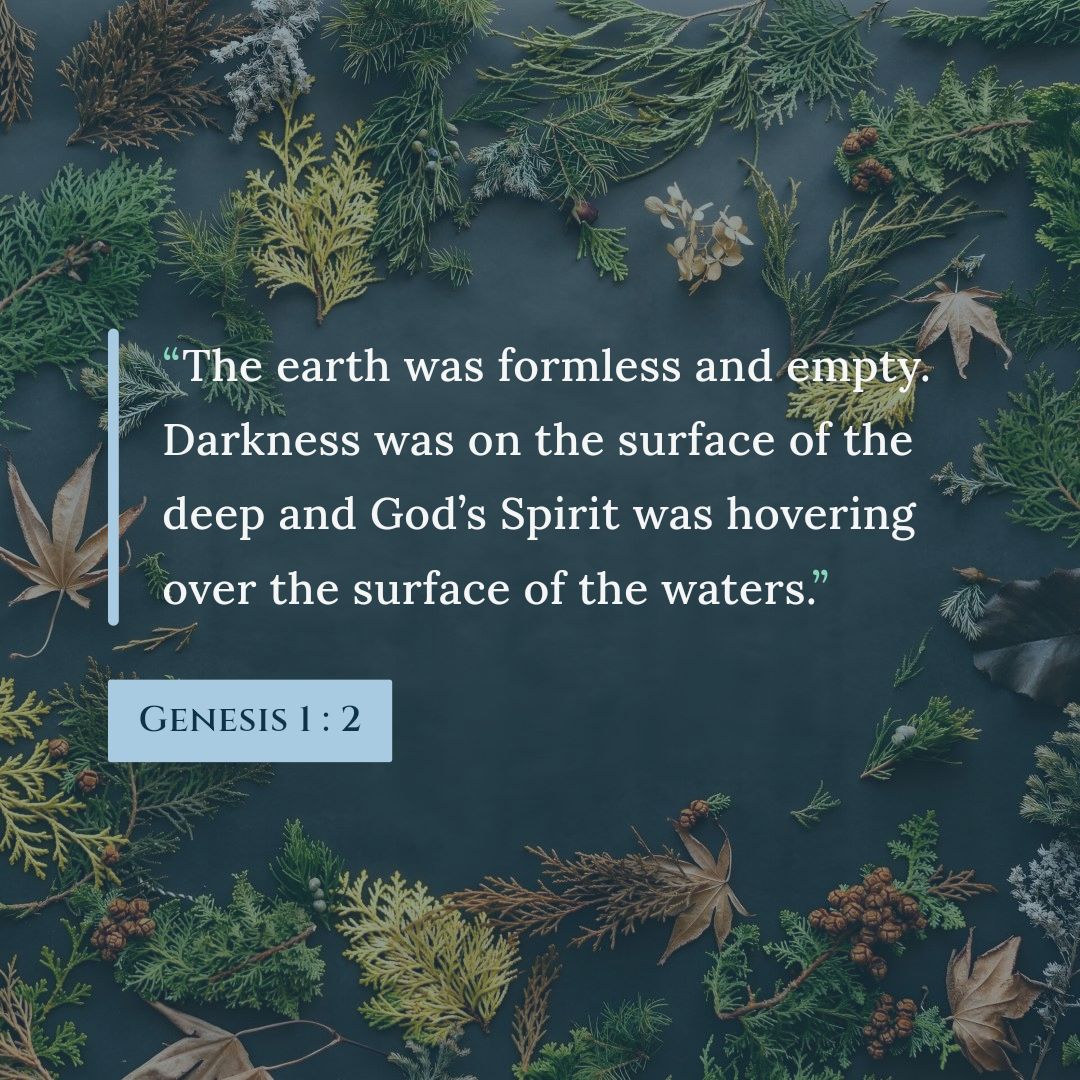 “The earth was formless and empty.
Darkness was on the surface of the
deep and God’s Spirit was hovering
over the surface of the waters.”
Genesis 1 : 2